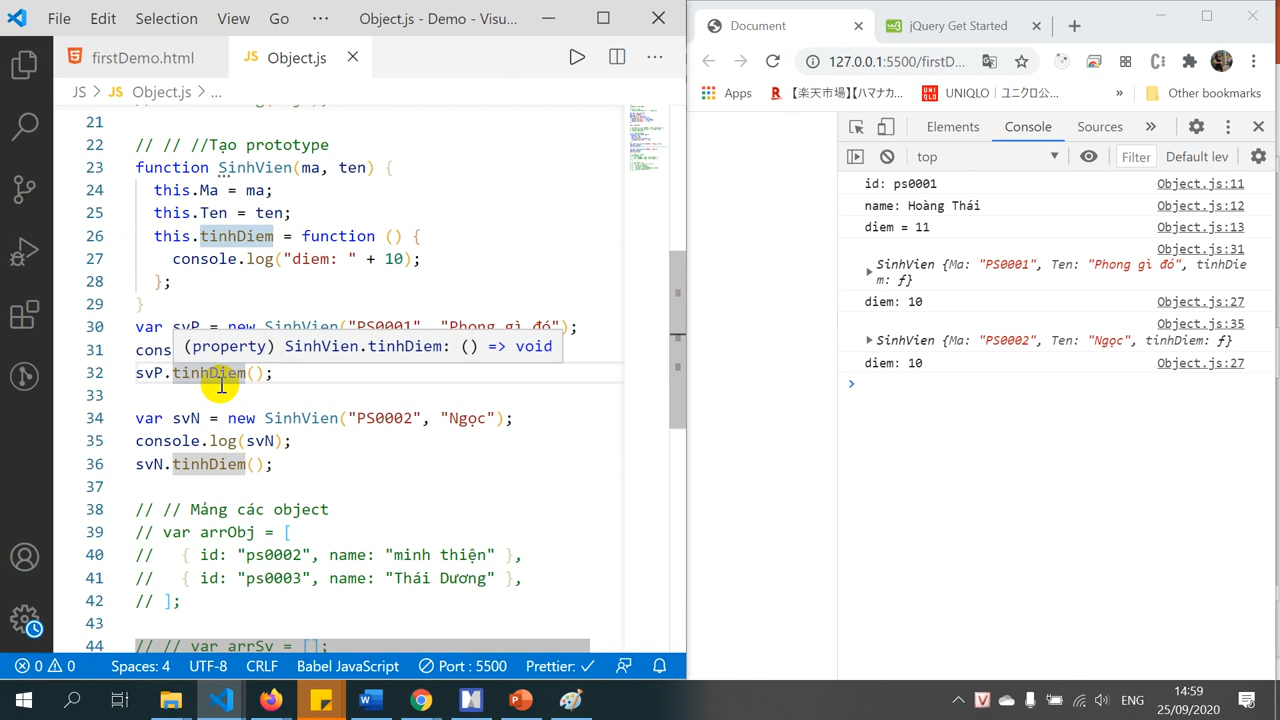 File Edit Selection View Go ··· Object.js - Demo - Visu...
firstDemo.html
JS Object.js
JS > JS Object.js > ...
21
22 // // //Tạo prototype
23 function SinhVien(ma, ten) {
24 this.Ma = ma;
25 this.Ten = ten;
26 this.tinhDiem = function () {
27 console.log("diem: " + 10);
28 };
29 }
30 var svP = new SinhVien("PS0001", "Phong gì đó");
(property) SinhVien.tinhDiem: () => void
31 cons
32 svP.tinhDiem();
33
34 var svN = new SinhVien("PS0002", "Ngọc");
35 console.log(svN);
36 svN.tinhDiem();
37
38 // // Mảng các object
39 // var arrObj = [
40 // { id: "ps0002", name: "minh thiện" },
41 // { id: "ps0003", name: "Thái Dương" },
42 // ];
43
44 // // var arrSv = [];
0 0 Spaces: 4 UTF-8 CRLF Babel JavaScript Port : 5500 Prettier: ✓
Document
w3 jQuery Get Started
127.0.0.1:5500/firstD...
Apps
R 【楽天市場】【ハマナカ...
UNIQLO | ユニクロ公...
» Other bookmarks
Elements Console Sources »
top Filter Default lev
id: ps0001 Object.js:11
name: Hoàng Thái Object.js:12
diem = 11 Object.js:13
Object.js:31
SinhVien {Ma: "PS0001", Ten: "Phong gì đó", tinhDie
m: ƒ}
diem: 10 Object.js:27
Object.js:35
SinhVien {Ma: "PS0002", Ten: "Ngọc", tinhDiem: ƒ}
diem: 10 Object.js:27
>
ENG
14:59
25/09/2020